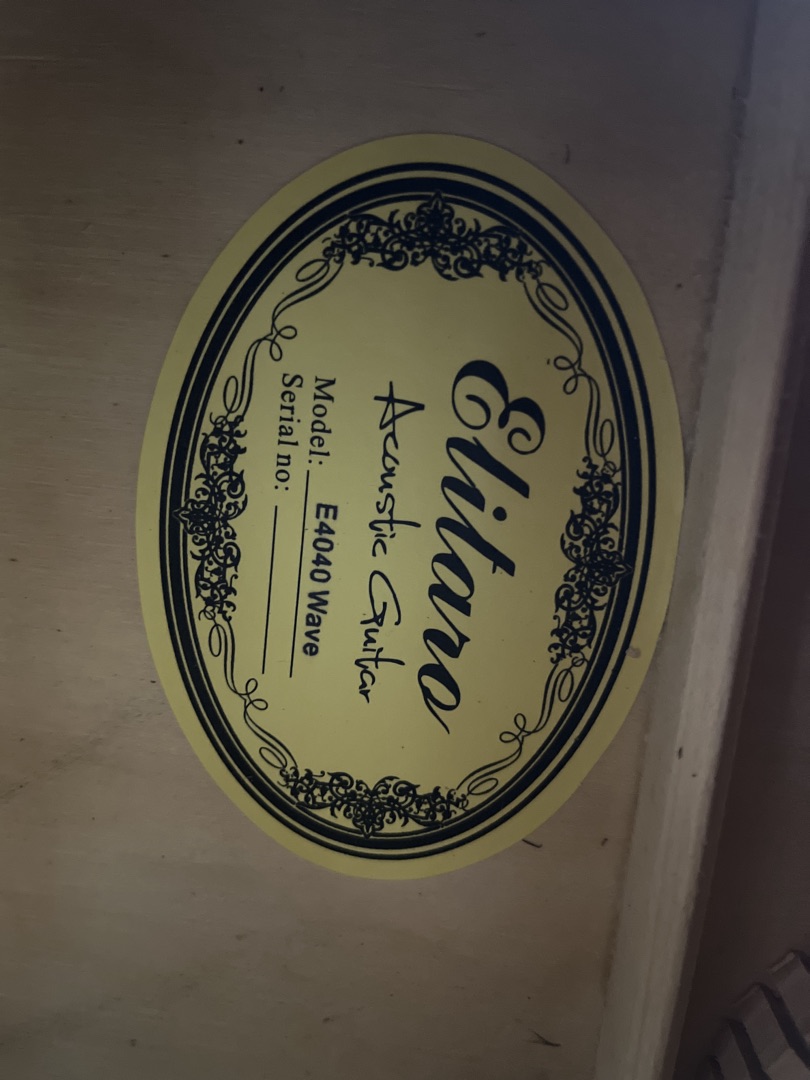 Elitaro
Acoustic Guitar
Model: E4040 Wave
Serial no: